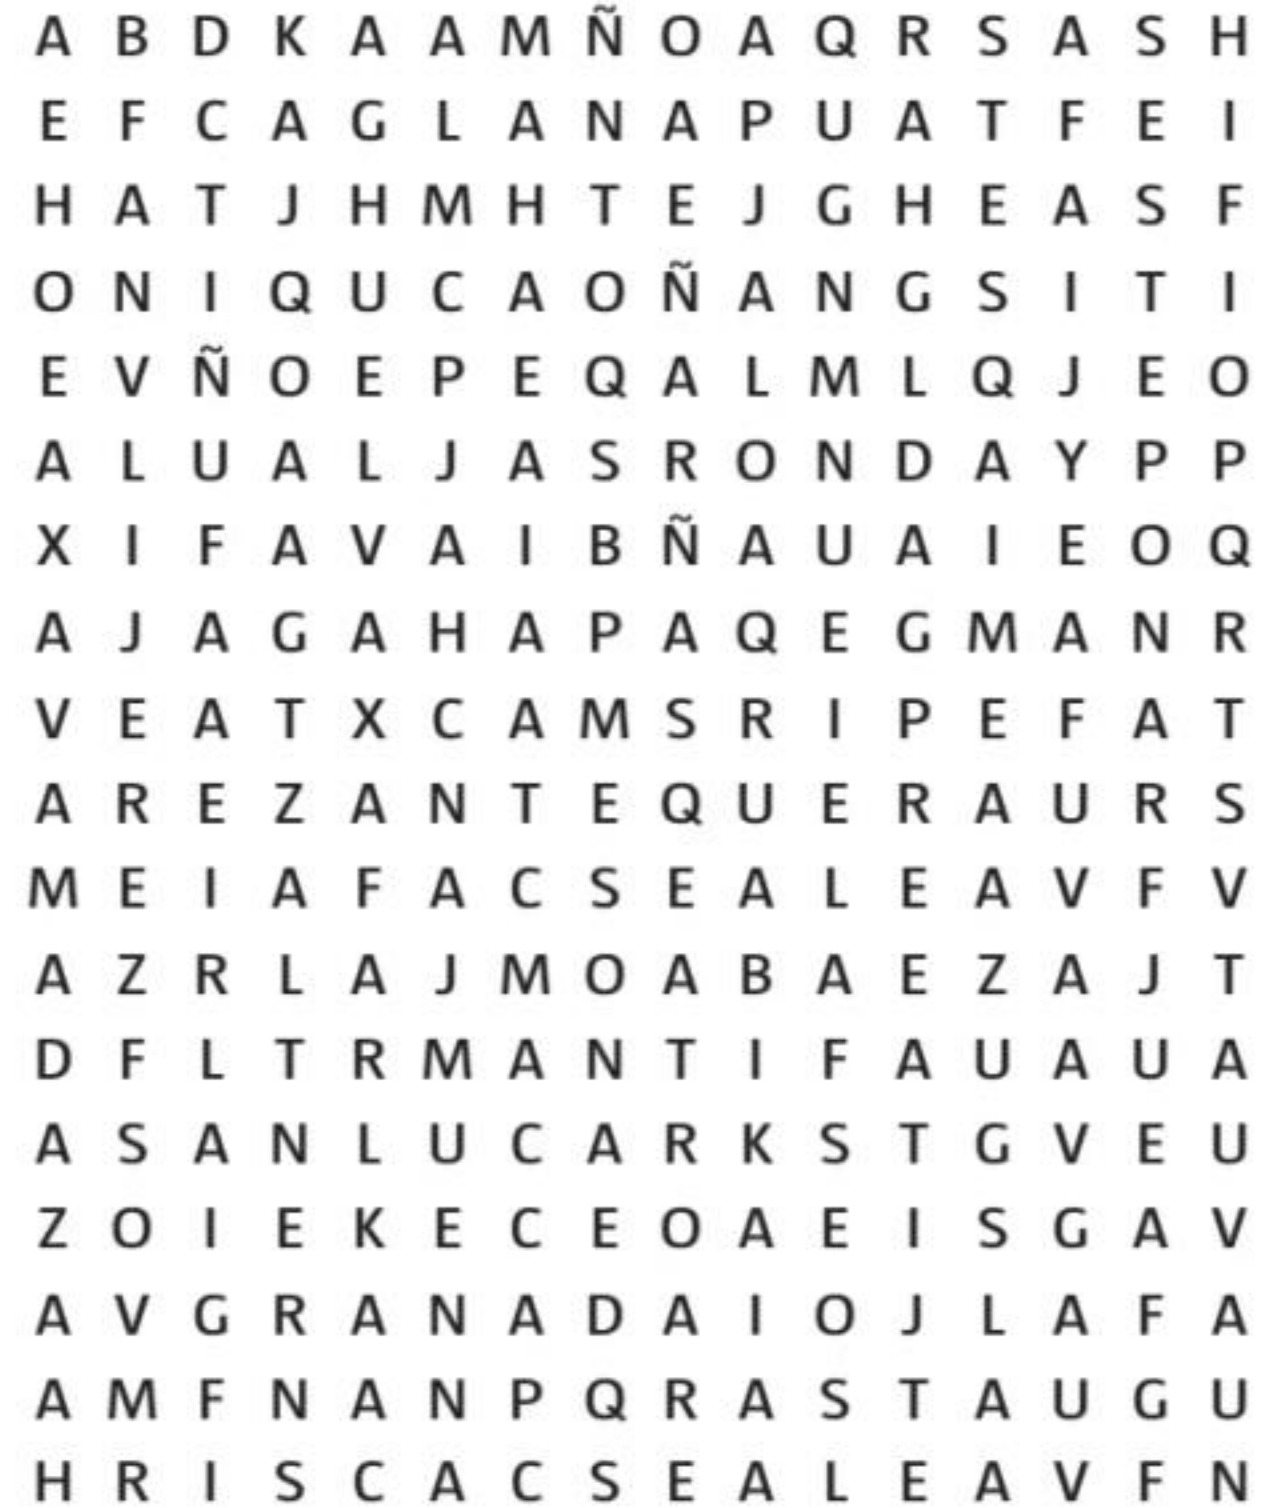 A B D K A A M Ñ O A Q R S A S H
E F C A G L A N A P U A T F E I
H A T J H M H T E J G H E A S F
O N I Q U C A O Ñ A N G S I T I
E V Ñ O E P E Q A L M L Q J E O
A L U A L J A S R O N D A Y P P
X I F A V A I B Ñ A U A I E O Q
A J A G A H A P A Q E G M A N R
V E A T X C A M S R I P E F A T
A R E Z A N T E Q U E R A U R S
M E I A F A C S E A L E A V F V
A Z R L A J M O A B A E Z A J T
D F L T R M A N T I F A U A U A
A S A N L U C A R K S T G V E U
Z O I E K E C E O A E I S G A V
A V G R A N A D A I O J L A F A
A M F N A N P Q R A S T A U G U
H R I S C A C S E A L E A V F N